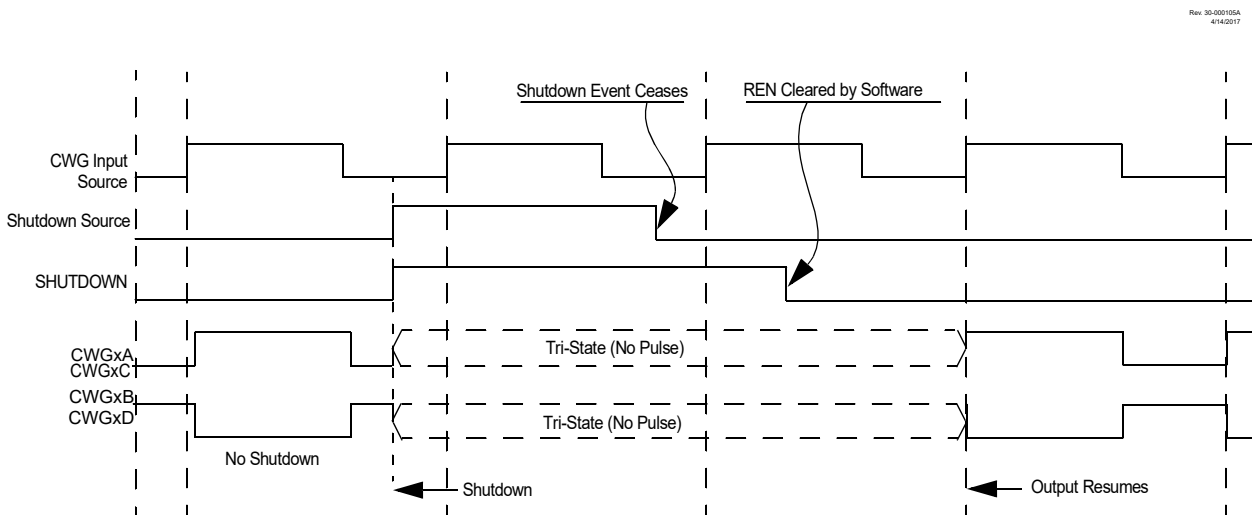 Rev. 30-000105A
4/14/2017
Shutdown Event Ceases
REN Cleared by Software
CWG Input
Source
Shutdown Source
SHUTDOWN
Tri-State (No Pulse)
CWGxA
CWGxC
CWGxB
CWGxD
Tri-State (No Pulse)
No Shutdown
Shutdown
Output Resumes